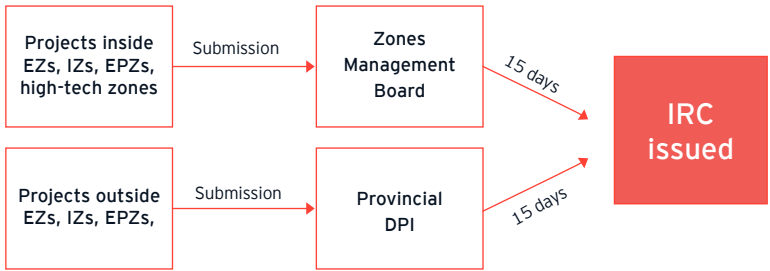 Projects inside
EZs, IZs, EPZs,
high-tech zones
Submission
Zones
Management
Board
15 days
IRC
issued
Projects outside
EZs, IZs, EPZs,
Submission
Provincial
DPI
15 days